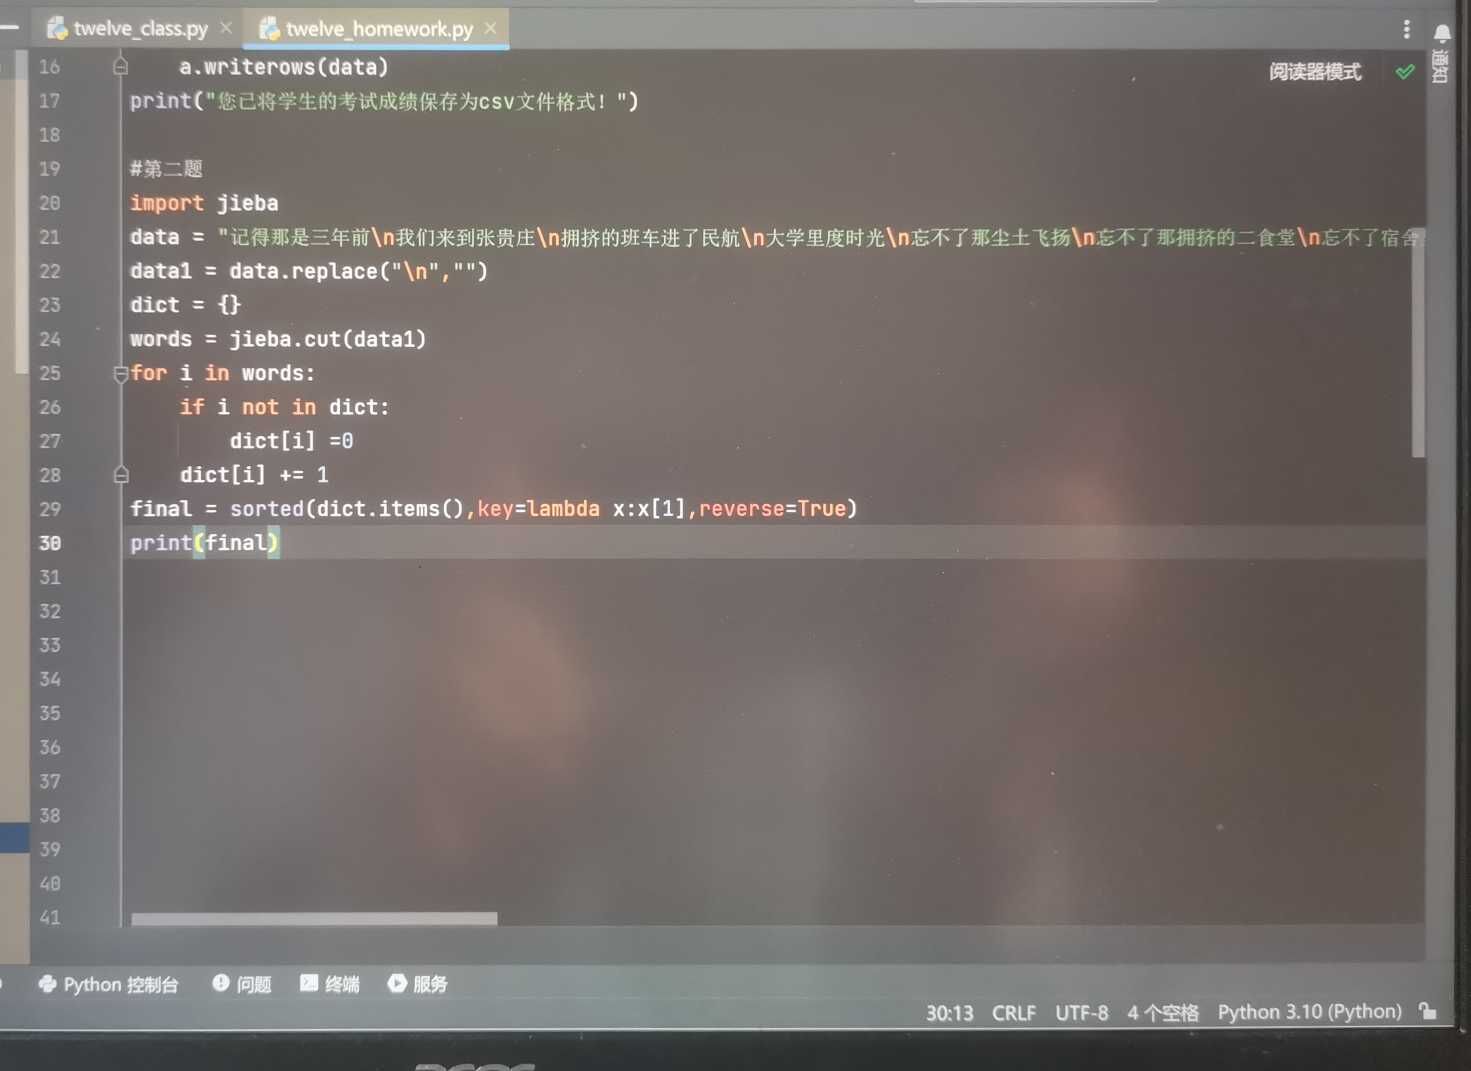 twelve_class.py
twelve_homework.py
阅读器模式
通知
16 a.writerows(data)
17 print("您已将学生的考试成绩保存为csv文件格式！")
18
19 #第二题
20 import jieba
21 data = "记得那是三年前\n我们来到张贵庄\n拥挤的班车进了民航\n大学里度时光\n忘不了那尘土飞扬\n忘不了那拥挤的二食堂\n忘不了宿舍
22 data1 = data.replace("\n","")
23 dict = {}
24 words = jieba.cut(data1)
25 for i in words:
26 if i not in dict:
27 dict[i] =0
28 dict[i] += 1
29 final = sorted(dict.items(),key=lambda x:x[1],reverse=True)
30 print(final)
31
32
33
34
35
36
37
38
39
40
41
Python 控制台 问题 终端 服务
30:13 CRLF UTF-8 4 个空格 Python 3.10 (Python)